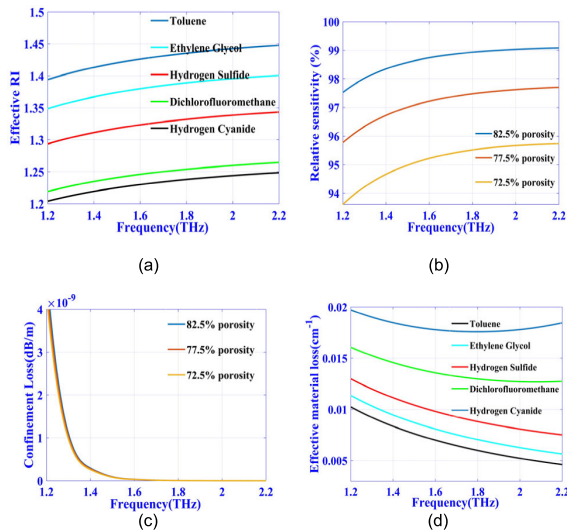 (a)
Effective RI
1.5
1.45
1.4
1.35
1.3
1.25
1.2
Toluene
Ethylene Glycol
Hydrogen Sulfide
Dichlorofluoromethane
Hydrogen Cyanide
1.2 1.4 1.6 1.8 2 2.2
Frequency(THz)
(a)
Relative sensitivity (%)
100
99
98
97
96
95
94
82.5% porosity
77.5% porosity
72.5% porosity
1.2 1.4 1.6 1.8 2 2.2
Frequency(THz)
(b)
Confinement Loss(dB/m)
×10⁻⁹
4
3
2
1
0
82.5% porosity
77.5% porosity
72.5% porosity
1.2 1.4 1.6 1.8 2 2.2
Frequency(THz)
(c)
Effective material loss(cm⁻¹)
0.02
0.015
0.01
0.005
Toluene
Ethylene Glycol
Hydrogen Sulfide
Dichlorofluoromethane
Hydrogen Cyanide
1.2 1.4 1.6 1.8 2 2.2
Frequency(THz)
(d)